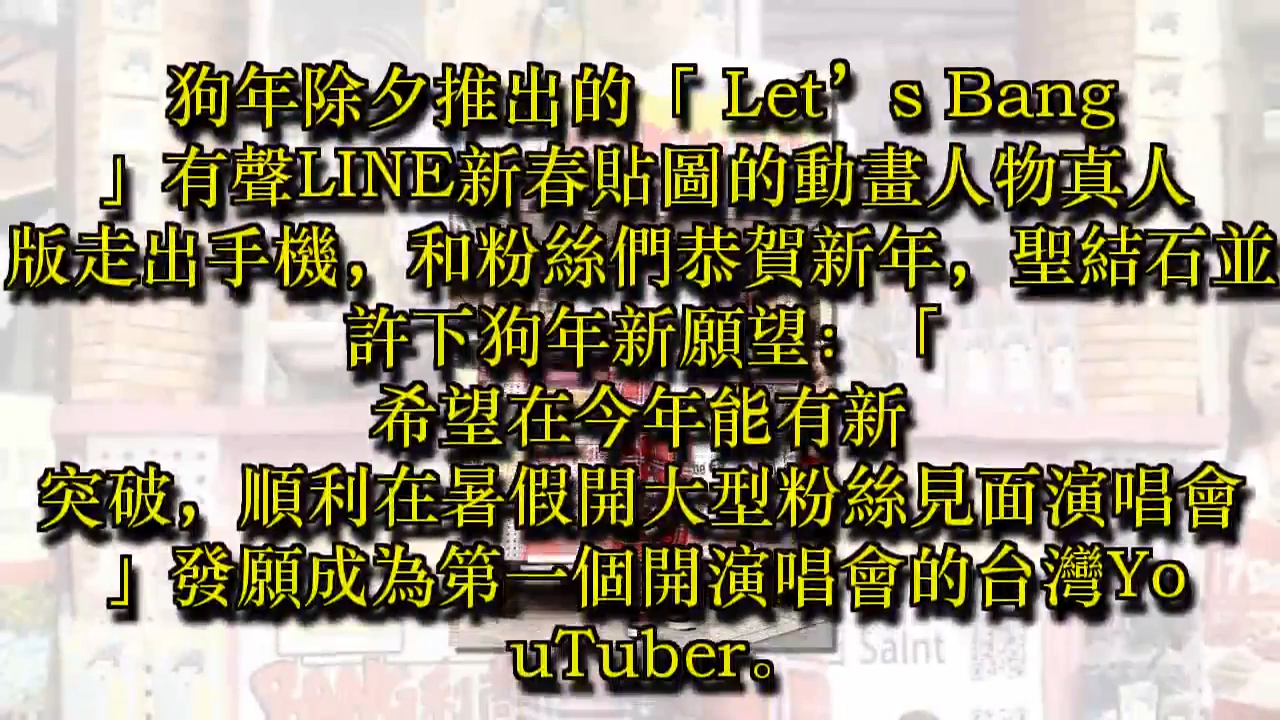 狗年除夕推出的「 Let’s Bang
」有聲LINE新春貼圖的動畫人物真人
版走出手機，和粉絲們恭賀新年，聖結石並
許下狗年新願望：「
希望在今年能有新
突破，順利在暑假開大型粉絲見面演唱會
」發願成為第一個開演唱會的台灣Yo
uTuber。
Saint